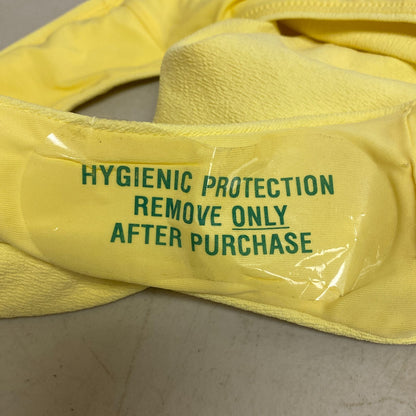 HYGIENIC PROTECTION
REMOVE ONLY
AFTER PURCHASE